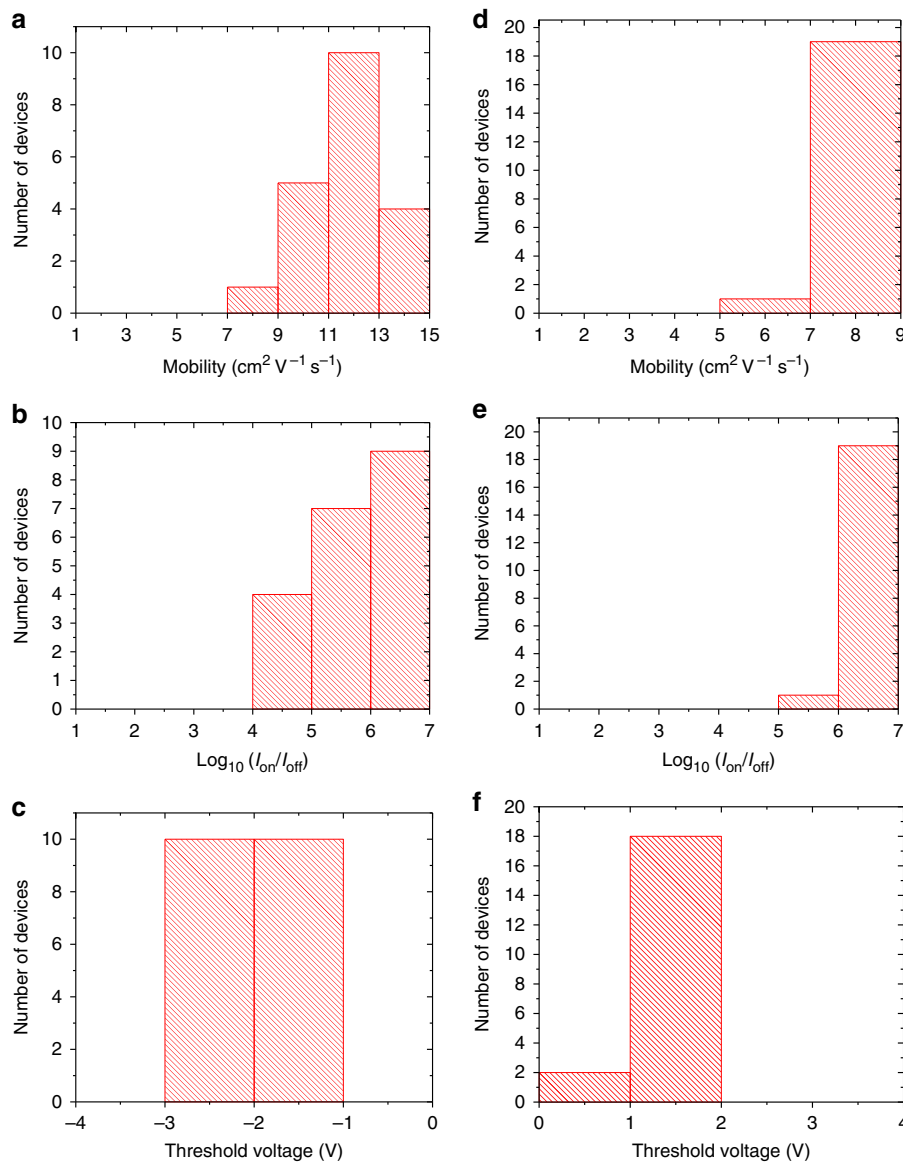 a
10
8
6
4
2
0
Number of devices
1 3 5 7 9 11 13 15
Mobility (cm² V⁻¹ s⁻¹)
d
20
18
16
14
12
10
8
6
4
2
0
Number of devices
1 2 3 4 5 6 7 8 9
Mobility (cm² V⁻¹ s⁻¹)
b
10
9
8
7
6
5
4
3
2
1
0
Number of devices
1 2 3 4 5 6 7
Log₁₀ (I_on/I_off)
e
20
18
16
14
12
10
8
6
4
2
0
Number of devices
1 2 3 4 5 6 7
Log₁₀ (I_on/I_off)
c
10
8
6
4
2
0
Number of devices
−4 −3 −2 −1 0
Threshold voltage (V)
f
20
18
16
14
12
10
8
6
4
2
0
Number of devices
0 1 2 3 4
Threshold voltage (V)